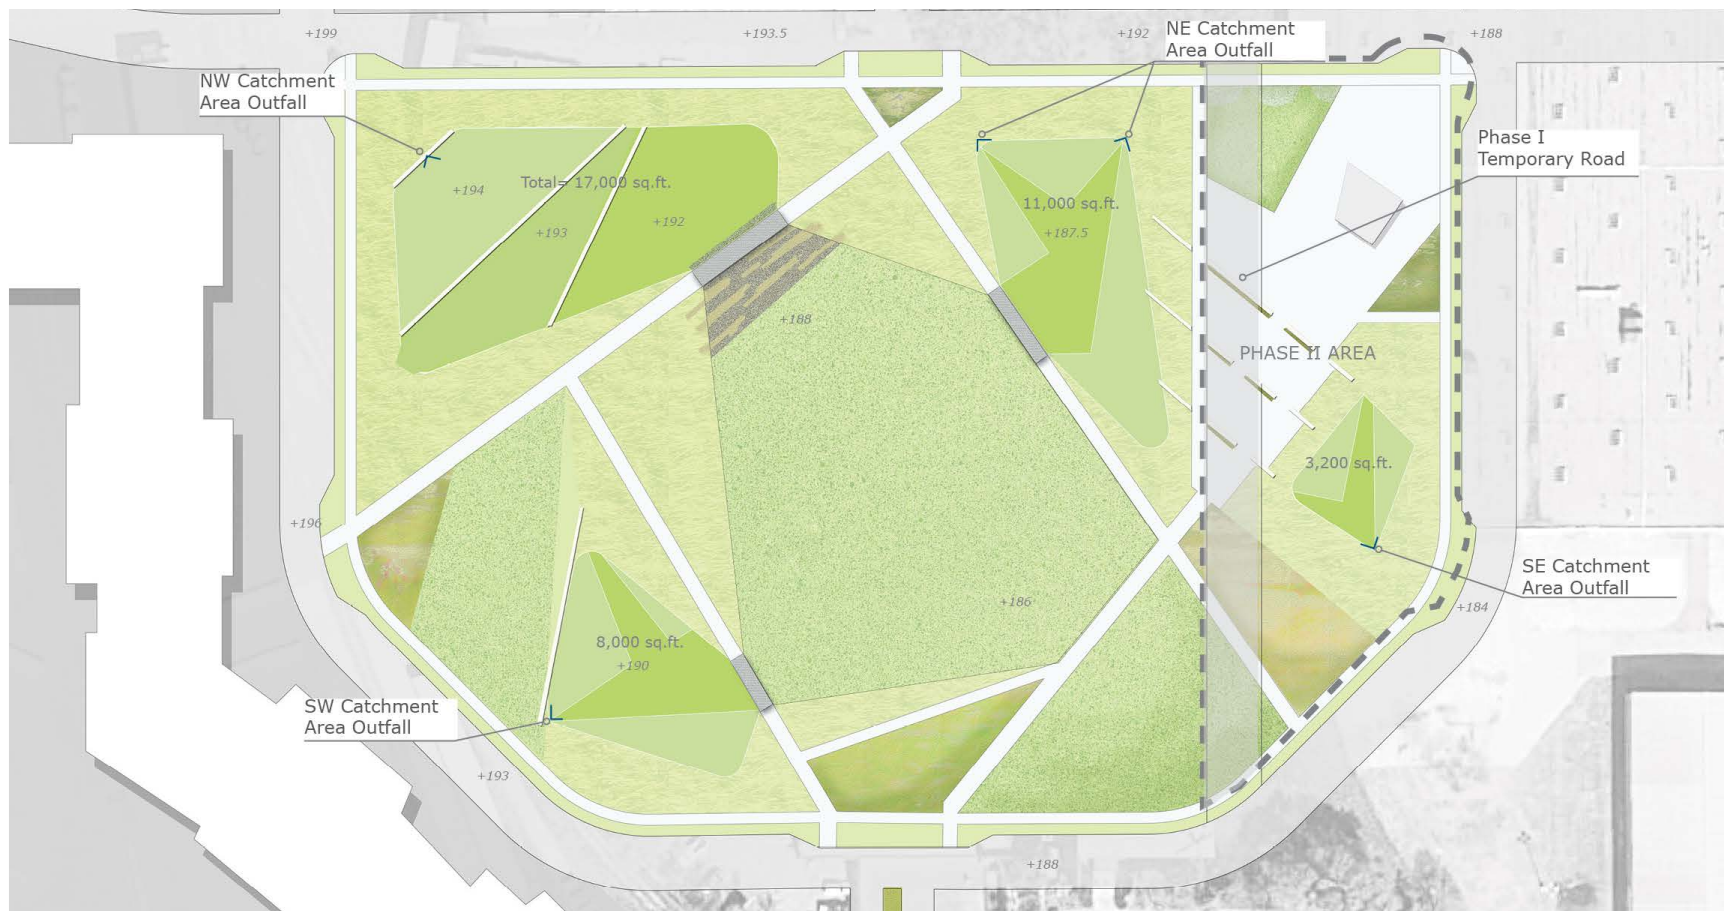 +199
+193.5
+192
NE Catchment
Area Outfall
+188
NW Catchment
Area Outfall
Phase I
Temporary Road
+194
Total= 17,000 sq.ft.
+193
+192
11,000 sq.ft.
+187.5
+188
PHASE II AREA
3,200 sq.ft.
+196
SE Catchment
Area Outfall
+186
+184
8,000 sq.ft.
+190
SW Catchment
Area Outfall
+193
+188